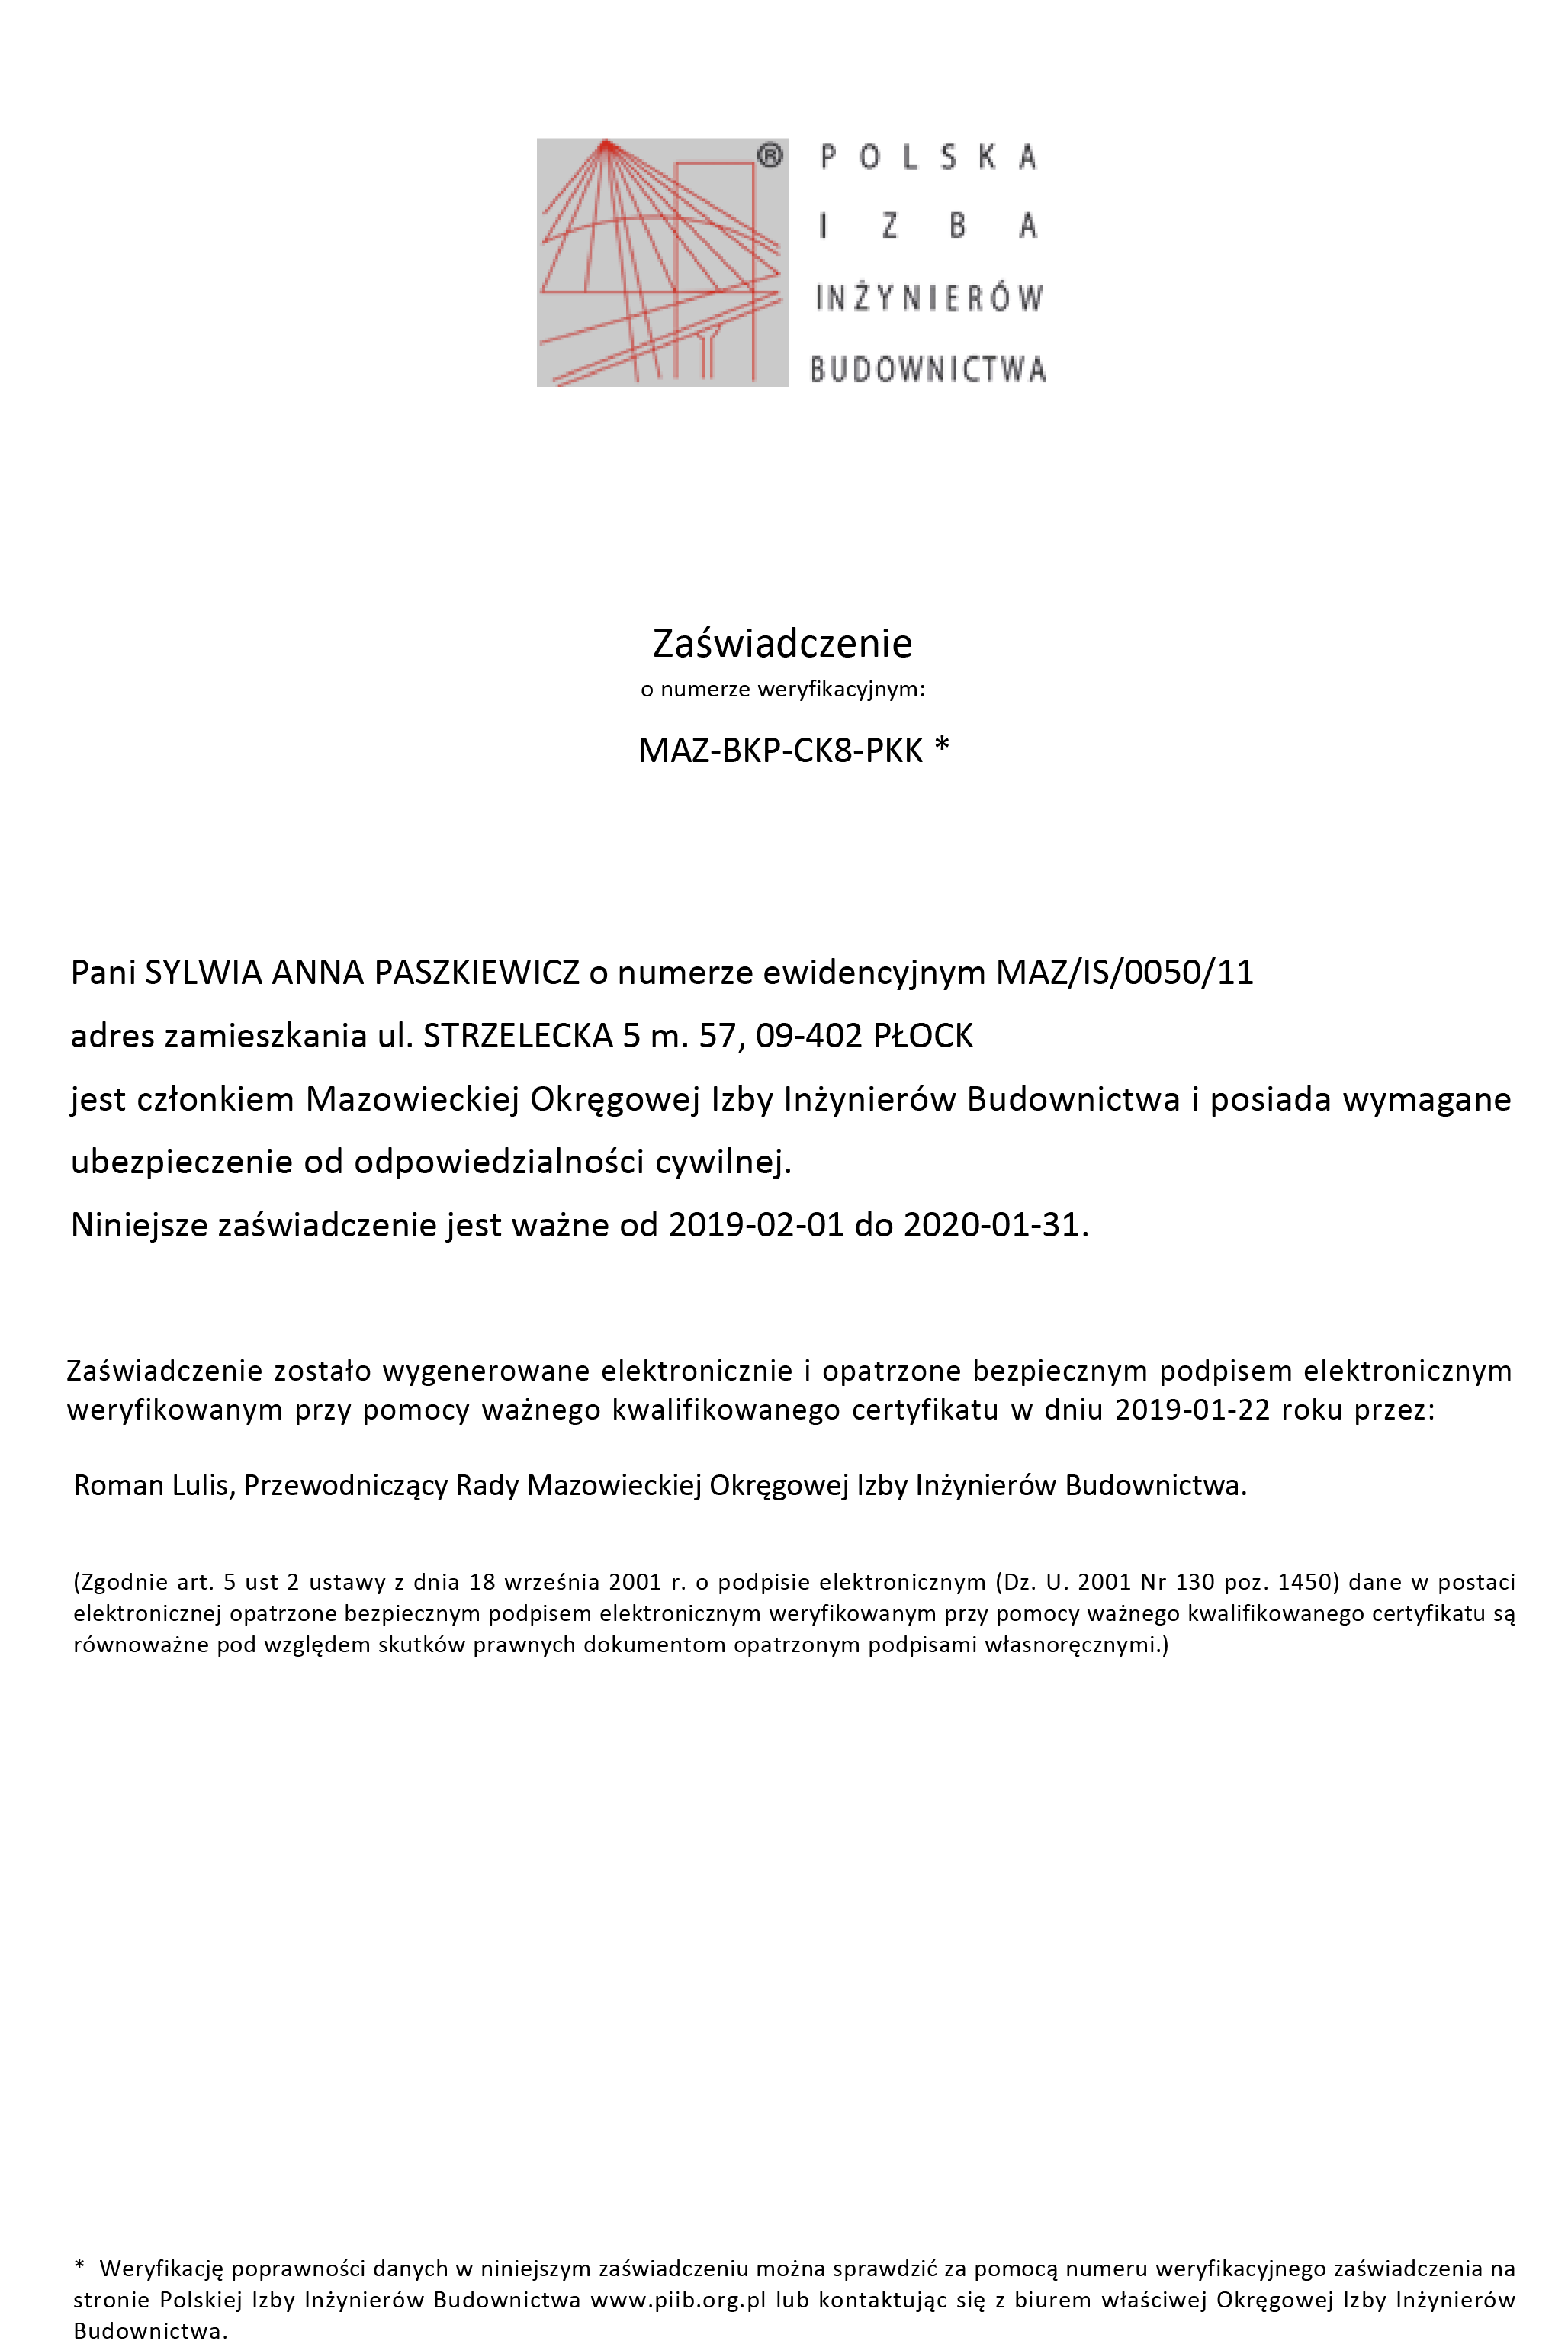 ®
POLSKA
IZBA
INŻYNIERÓW
BUDOWNICTWA
Zaświadczenie
o numerze weryfikacyjnym:
MAZ-BKP-CK8-PKK *
Pani SYLWIA ANNA PASZKIEWICZ o numerze ewidencyjnym MAZ/IS/0050/11
adres zamieszkania ul. STRZELECKA 5 m. 57, 09-402 PŁOCK
jest członkiem Mazowieckiej Okręgowej Izby Inżynierów Budownictwa i posiada wymagane
ubezpieczenie od odpowiedzialności cywilnej.
Niniejsze zaświadczenie jest ważne od 2019-02-01 do 2020-01-31.
Zaświadczenie zostało wygenerowane elektronicznie i opatrzone bezpiecznym podpisem elektronicznym
weryfikowanym przy pomocy ważnego kwalifikowanego certyfikatu w dniu 2019-01-22 roku przez:
Roman Lulis, Przewodniczący Rady Mazowieckiej Okręgowej Izby Inżynierów Budownictwa.
(Zgodnie art. 5 ust 2 ustawy z dnia 18 września 2001 r. o podpisie elektronicznym (Dz. U. 2001 Nr 130 poz. 1450) dane w postaci
elektronicznej opatrzone bezpiecznym podpisem elektronicznym weryfikowanym przy pomocy ważnego kwalifikowanego certyfikatu są
równoważne pod względem skutków prawnych dokumentom opatrzonym podpisami własnoręcznymi.)
* Weryfikację poprawności danych w niniejszym zaświadczeniu można sprawdzić za pomocą numeru weryfikacyjnego zaświadczenia na
stronie Polskiej Izby Inżynierów Budownictwa www.piib.org.pl lub kontaktując się z biurem właściwej Okręgowej Izby Inżynierów
Budownictwa.